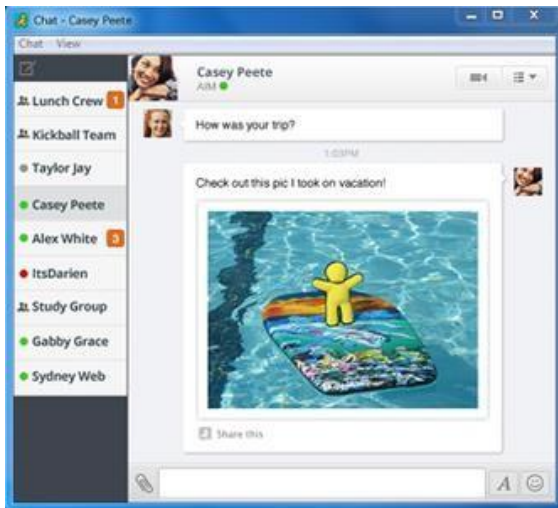 Chat - Casey Peete
Chat View
Lunch Crew 1
Kickball Team
Taylor Jay
Casey Peete
Alex White 3
ItsDarien
Study Group
Gabby Grace
Sydney Web
Casey Peete
AIM
How was your trip?
1:03PM
Check out this pic I took on vacation!
Share this
A